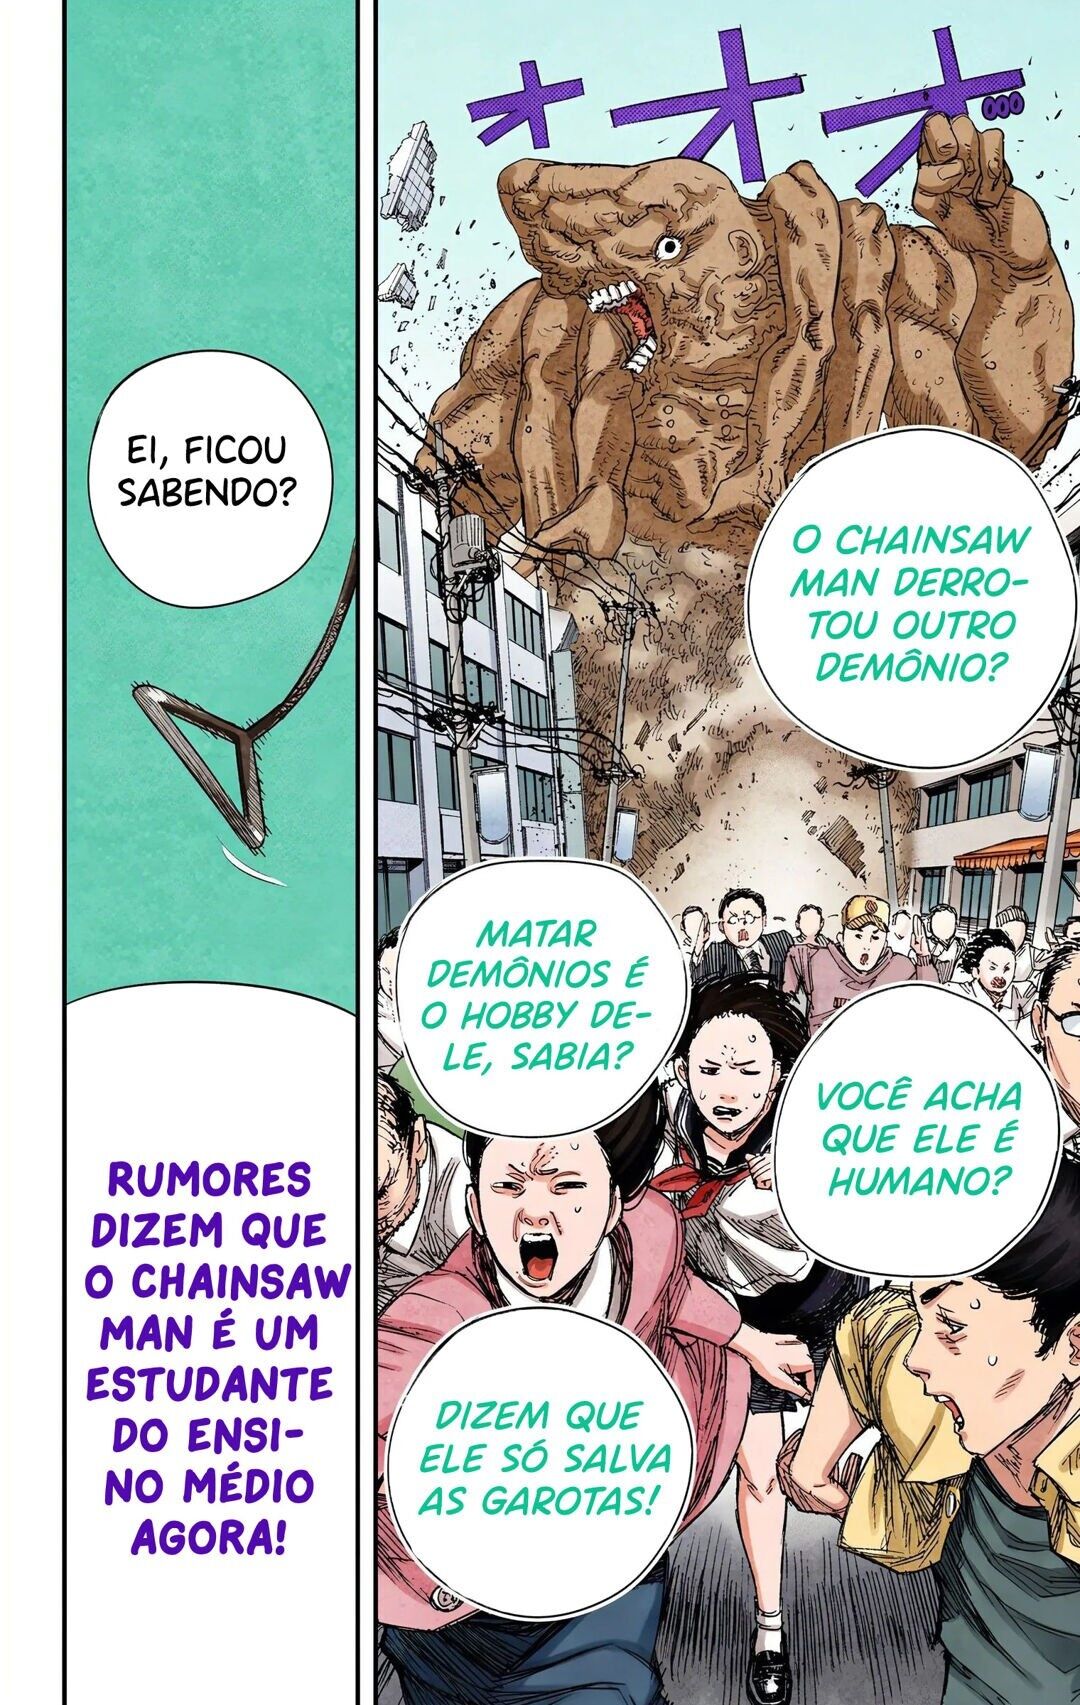 オオオ
ooo
O CHAINSAW
MAN DERRO-
TOU OUTRO
DEMÔNIO?
MATAR
DEMÔNIOS É
O HOBBY DE-
LE, SABIA?
VOCÊ ACHA
QUE ELE É
HUMANO?
DIZEM QUE
ELE SÓ SALVA
AS GAROTAS!
EI, FICOU
SABENDO?
RUMORES
DIZEM QUE
O CHAINSAW
MAN É UM
ESTUDANTE
DO ENSI-
NO MÉDIO
AGORA!